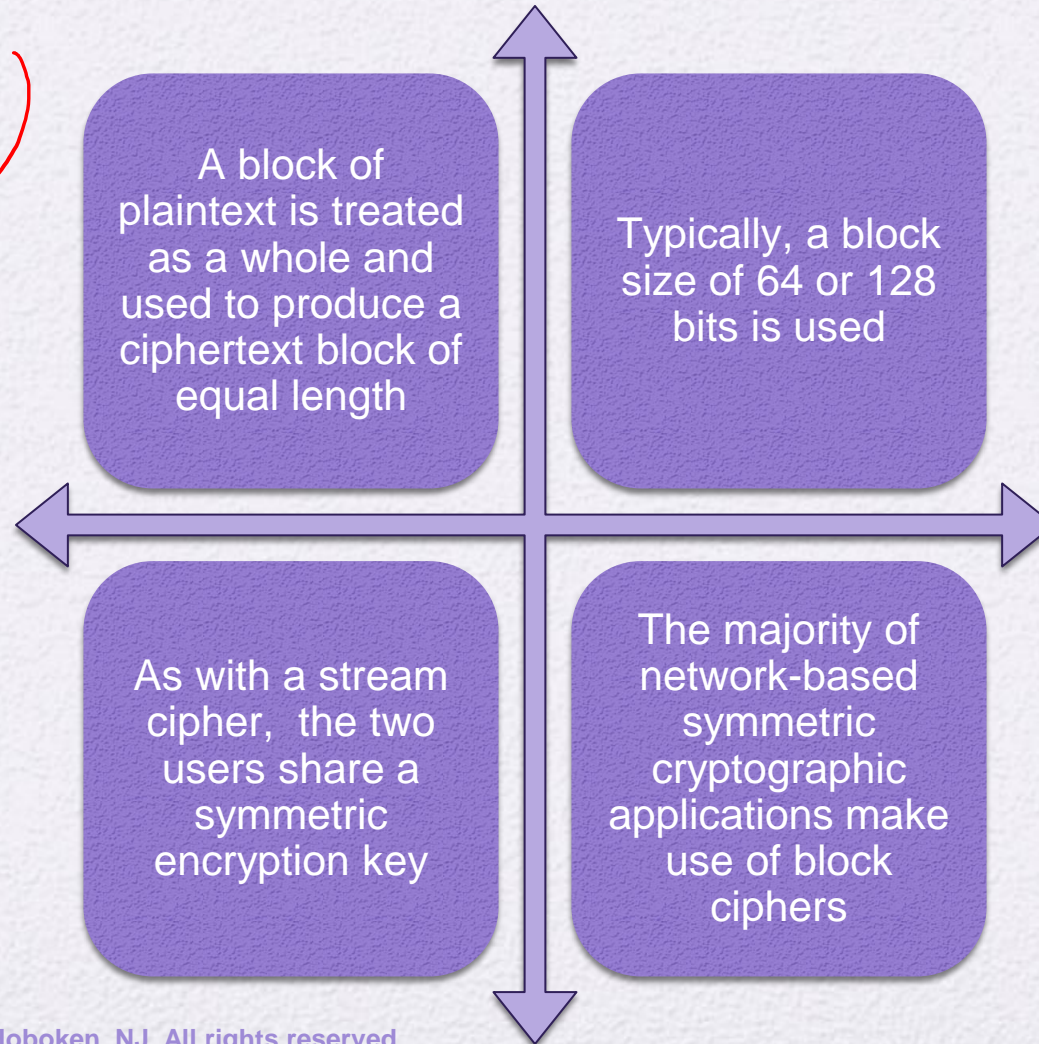 A block of
plaintext is treated
as a whole and
used to produce a
ciphertext block of
equal length
Typically, a block
size of 64 or 128
bits is used
As with a stream
cipher,  the two
users share a
symmetric
encryption key
The majority of
network-based
symmetric
cryptographic
applications make
use of block
ciphers
Hoboken, NJ. All rights reserved